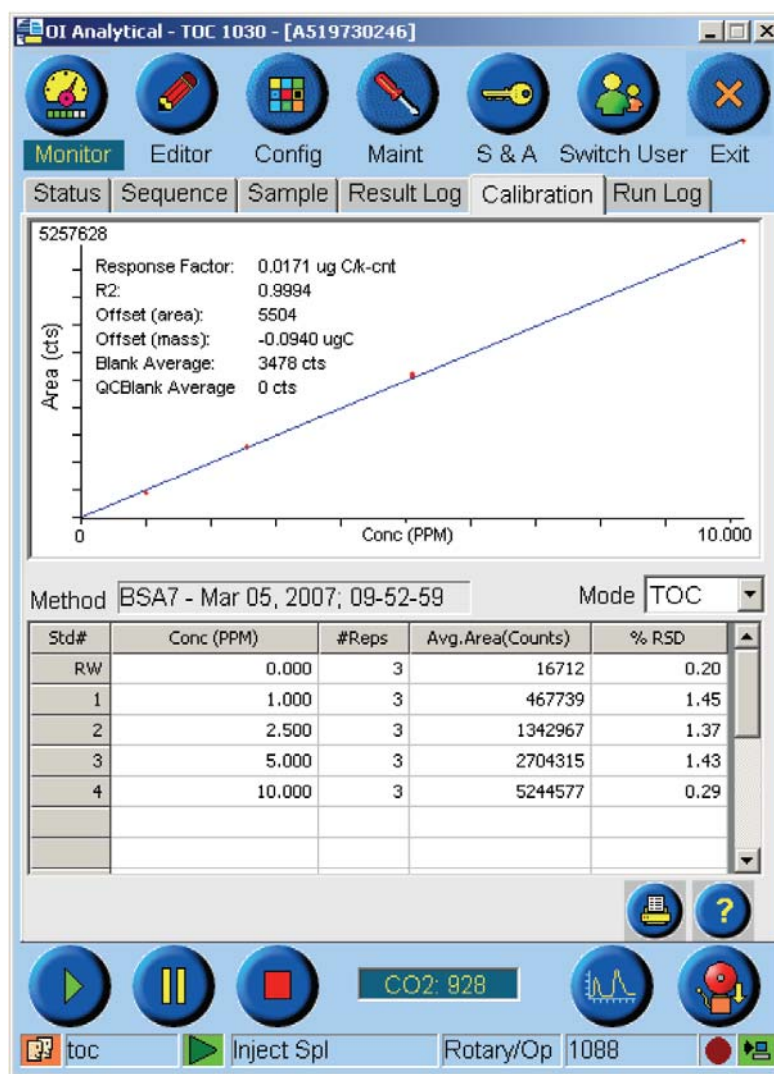 OI Analytical - TOC 1030 - [A519730246]
Monitor Editor Config Maint S & A Switch User Exit
Status Sequence Sample Result Log Calibration Run Log
5257628
Response Factor: 0.0171 ug C/k-cnt
R2: 0.9994
Offset (area): 5504
Offset (mass): -0.0940 ugC
Blank Average: 3478 cts
QCBlank Average 0 cts
Area (cts)
0 Conc (PPM) 10.000
Method BSA7 - Mar 05, 2007; 09-52-59 Mode TOC
Std# Conc (PPM) #Reps Avg.Area(Counts) % RSD
RW 0.000 3 16712 0.20
1 1.000 3 467739 1.45
2 2.500 3 1342967 1.37
3 5.000 3 2704315 1.43
4 10.000 3 5244577 0.29
?
CO2: 928
toc Inject Spl Rotary/Op 1088